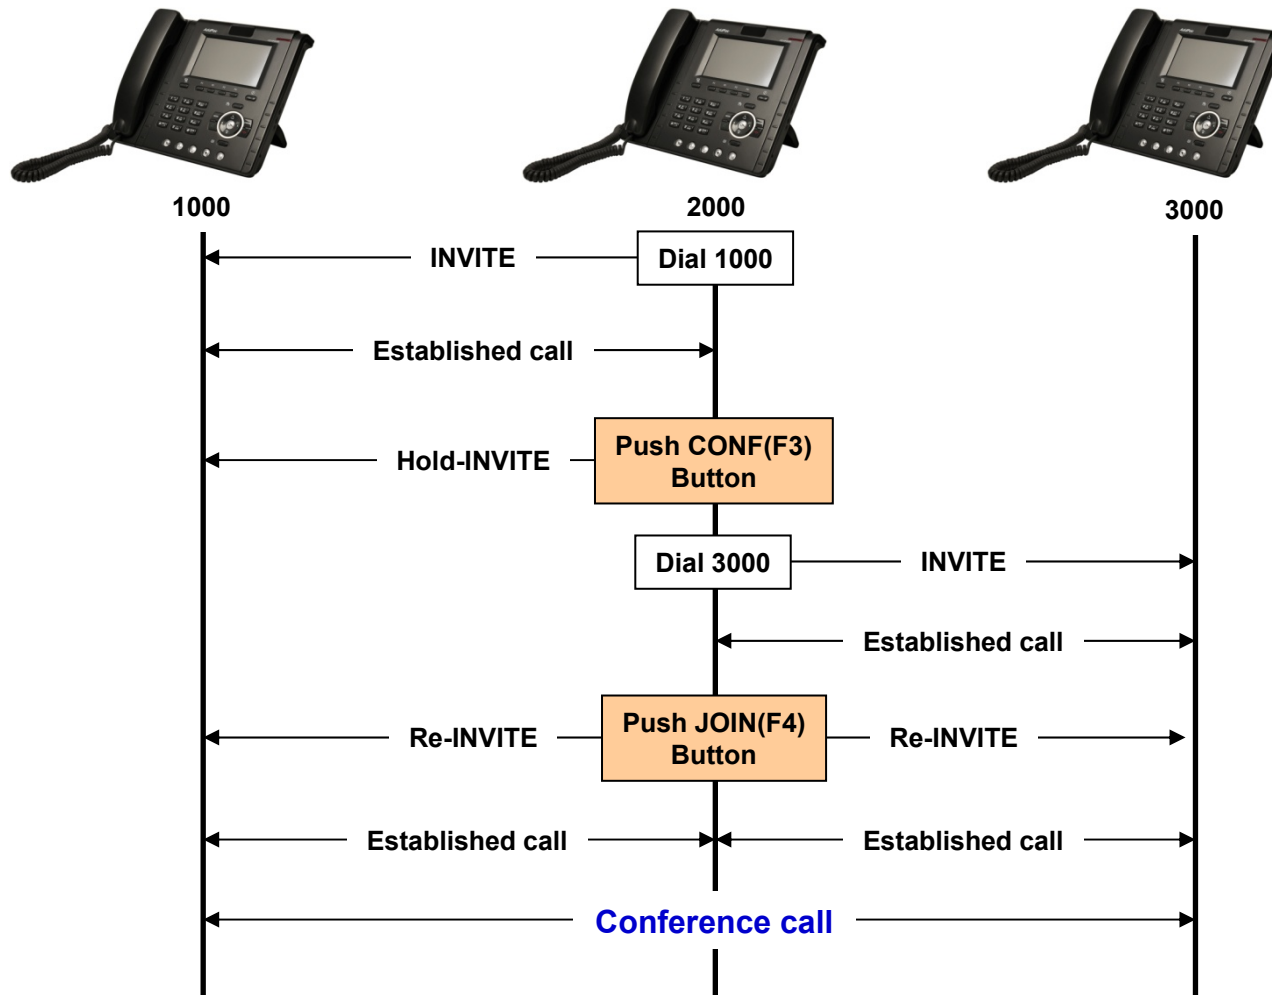 1000
2000
3000
INVITE
Dial 1000
Established call
Hold-INVITE
Push CONF(F3)
Button
Dial 3000
INVITE
Established call
Re-INVITE
Push JOIN(F4)
Button
Re-INVITE
Established call
Established call
Conference call